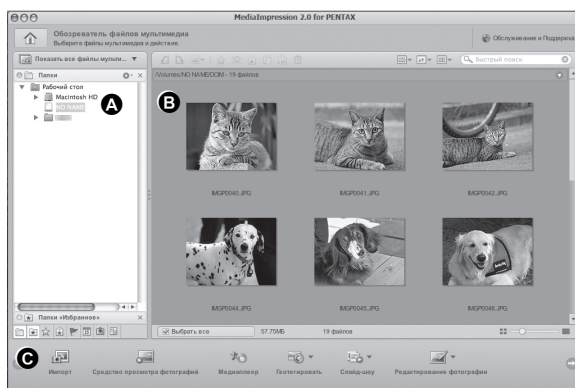 MediaImpression 2.0 for PENTAX
Обозреватель файлов мультимедиа
Выберите файлы мультимедиа и действие.
Обслуживание и Поддержка
Показать все файлы мульти...
Быстрый поиск
Папки
/Volumes/NO NAME/DCIM - 19 файлов
Рабочий стол
Macintosh HD
NO NAME
A
B
IMGP0040.JPG
IMGP0041.JPG
IMGP0042.JPG
IMGP0044.JPG
IMGP0045.JPG
IMGP0046.JPG
Папки «Избранное»
Выбрать все
57.75МБ
19 файлов
C
Импорт
Средство просмотра фотографий
Медиаплеер
Геотегировать
Слайд-шоу
Редактирование фотографии